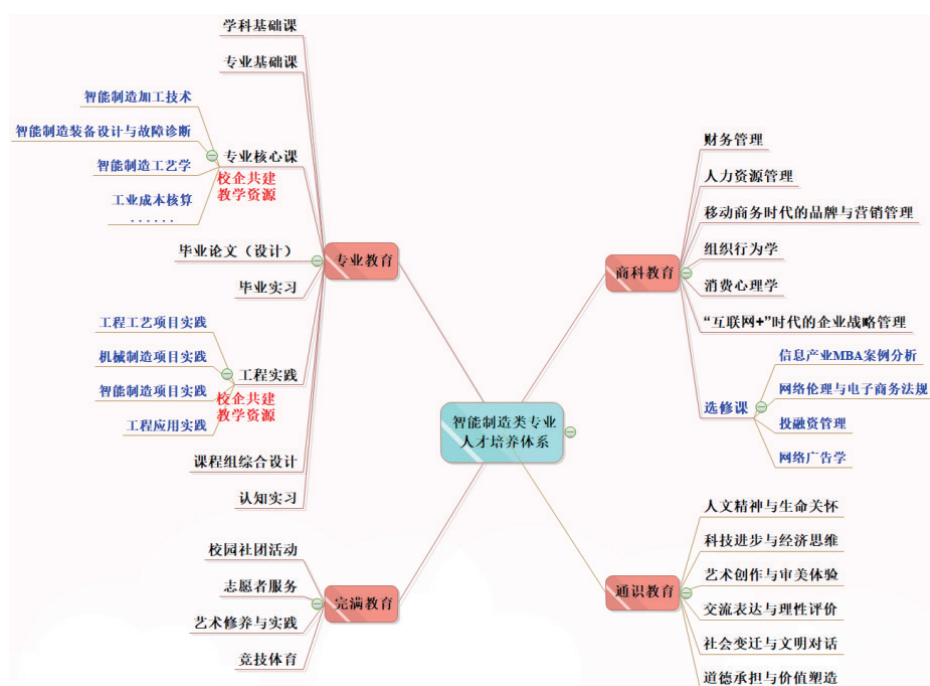 学科基础课
专业基础课
智能制造加工技术
智能制造装备设计与故障诊断
专业核心课
智能制造工艺学
校企共建
教学资源
工业成本核算
······
毕业论文（设计）
专业教育
毕业实习
工程工艺项目实践
机械制造项目实践
工程实践
智能制造项目实践
校企共建
教学资源
工程应用实践
课程组综合设计
认知实习
校园社团活动
志愿者服务
完满教育
艺术修养与实践
竞技体育
智能制造类专业
人才培养体系
财务管理
人力资源管理
移动商务时代的品牌与营销管理
组织行为学
商科教育
消费心理学
“互联网+”时代的企业战略管理
信息产业MBA案例分析
网络伦理与电子商务法规
选修课
投融资管理
网络广告学
人文精神与生命关怀
科技进步与经济思维
艺术创作与审美体验
通识教育
交流表达与理性评价
社会变迁与文明对话
道德承担与价值塑造